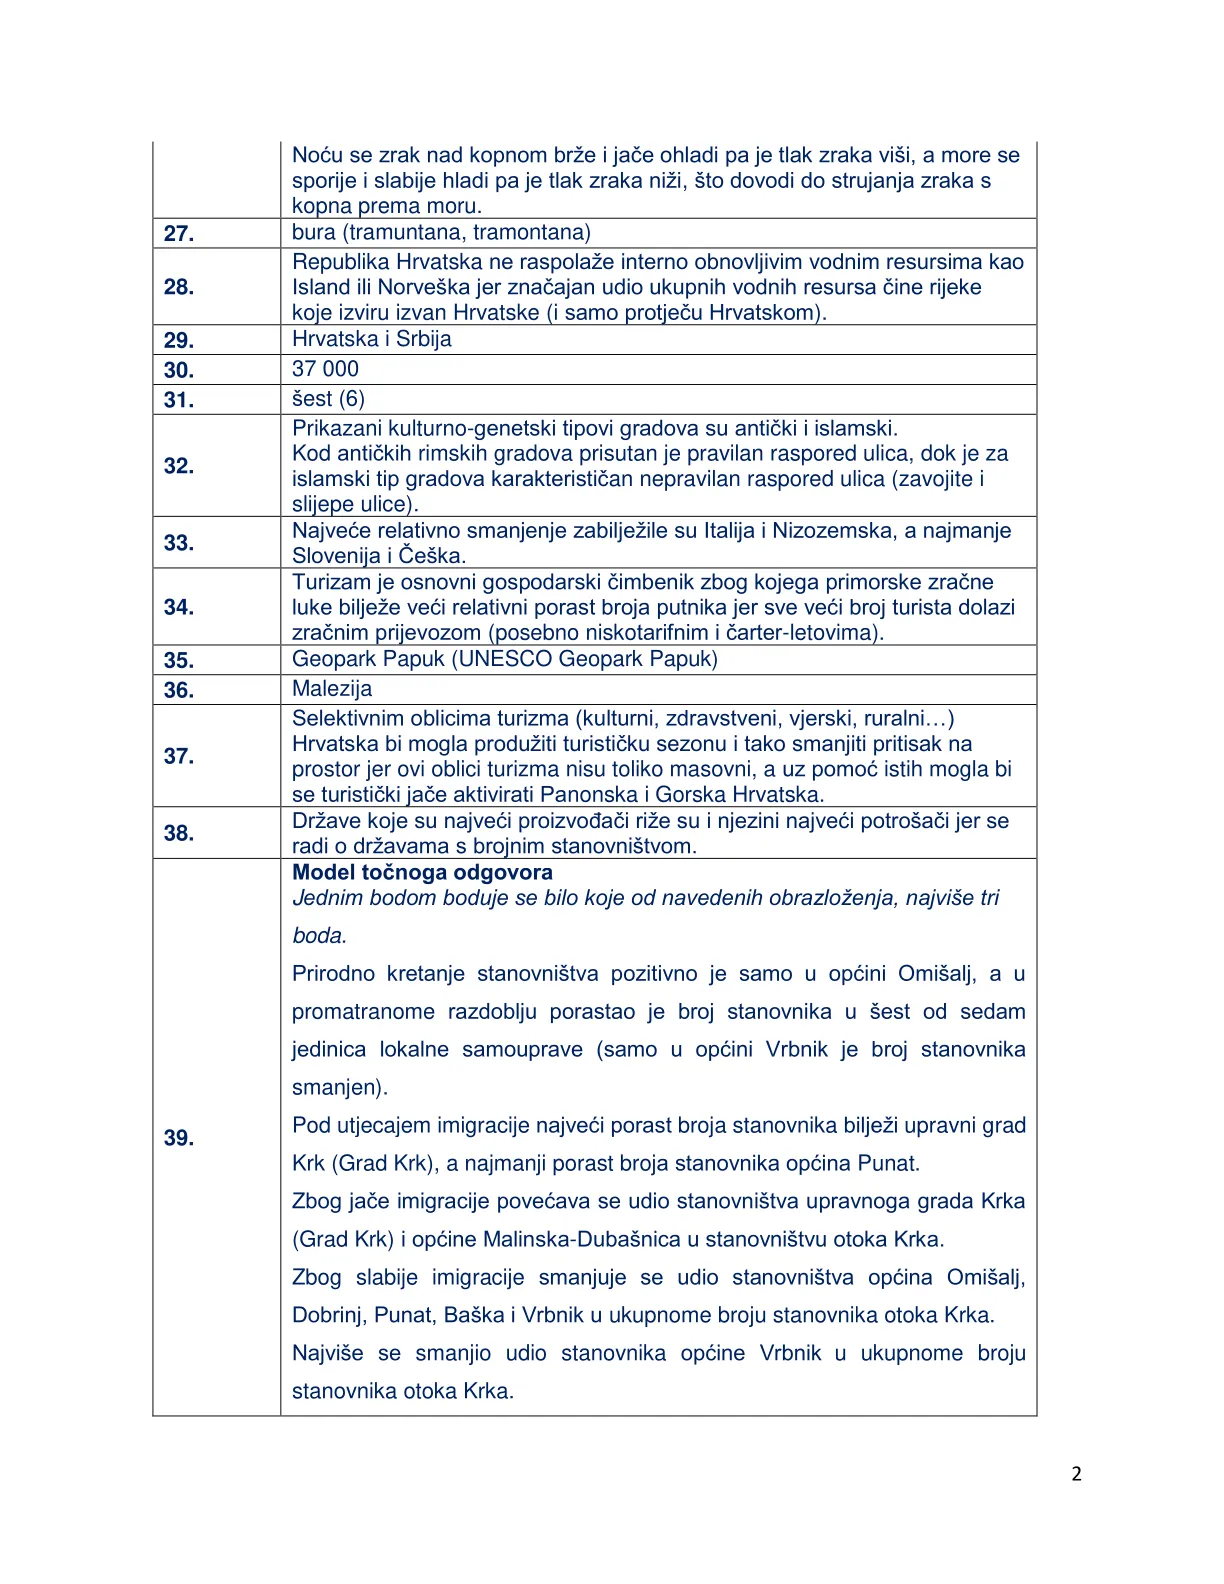 Noću se zrak nad kopnom brže i jače ohladi pa je tlak zraka viši, a more se
sporije i slabije hladi pa je tlak zraka niži, što dovodi do strujanja zraka s
kopna prema moru.
27.
bura (tramuntana, tramontana)
28.
Republika Hrvatska ne raspolaže interno obnovljivim vodnim resursima kao
Island ili Norveška jer značajan udio ukupnih vodnih resursa čine rijeke
koje izviru izvan Hrvatske (i samo protječu Hrvatskom).
29.
Hrvatska i Srbija
30.
37 000
31.
šest (6)
32.
Prikazani kulturno-genetski tipovi gradova su antički i islamski.
Kod antičkih rimskih gradova prisutan je pravilan raspored ulica, dok je za
islamski tip gradova karakterističan nepravilan raspored ulica (zavojite i
slijepe ulice).
33.
Najveće relativno smanjenje zabilježile su Italija i Nizozemska, a najmanje
Slovenija i Češka.
34.
Turizam je osnovni gospodarski čimbenik zbog kojega primorske zračne
luke bilježe veći relativni porast broja putnika jer sve veći broj turista dolazi
zračnim prijevozom (posebno niskotarifnim i čarter-letovima).
35.
Geopark Papuk (UNESCO Geopark Papuk)
36.
Malezija
37.
Selektivnim oblicima turizma (kulturni, zdravstveni, vjerski, ruralni…)
Hrvatska bi mogla produžiti turističku sezonu i tako smanjiti pritisak na
prostor jer ovi oblici turizma nisu toliko masovni, a uz pomoć istih mogla bi
se turistički jače aktivirati Panonska i Gorska Hrvatska.
38.
Države koje su najveći proizvođači riže su i njezini najveći potrošači jer se
radi o državama s brojnim stanovništvom.
39.
Model točnoga odgovora
Jednim bodom boduje se bilo koje od navedenih obrazloženja, najviše tri
boda.
Prirodno kretanje stanovništva pozitivno je samo u općini Omišalj, a u
promatranome razdoblju porastao je broj stanovnika u šest od sedam
jedinica lokalne samouprave (samo u općini Vrbnik je broj stanovnika
smanjen).
Pod utjecajem imigracije najveći porast broja stanovnika bilježi upravni grad
Krk (Grad Krk), a najmanji porast broja stanovnika općina Punat.
Zbog jače imigracije povećava se udio stanovništva upravnoga grada Krka
(Grad Krk) i općine Malinska-Dubašnica u stanovništvu otoka Krka.
Zbog slabije imigracije smanjuje se udio stanovništva općina Omišalj,
Dobrinj, Punat, Baška i Vrbnik u ukupnome broju stanovnika otoka Krka.
Najviše se smanjio udio stanovnika općine Vrbnik u ukupnome broju
stanovnika otoka Krka.
2